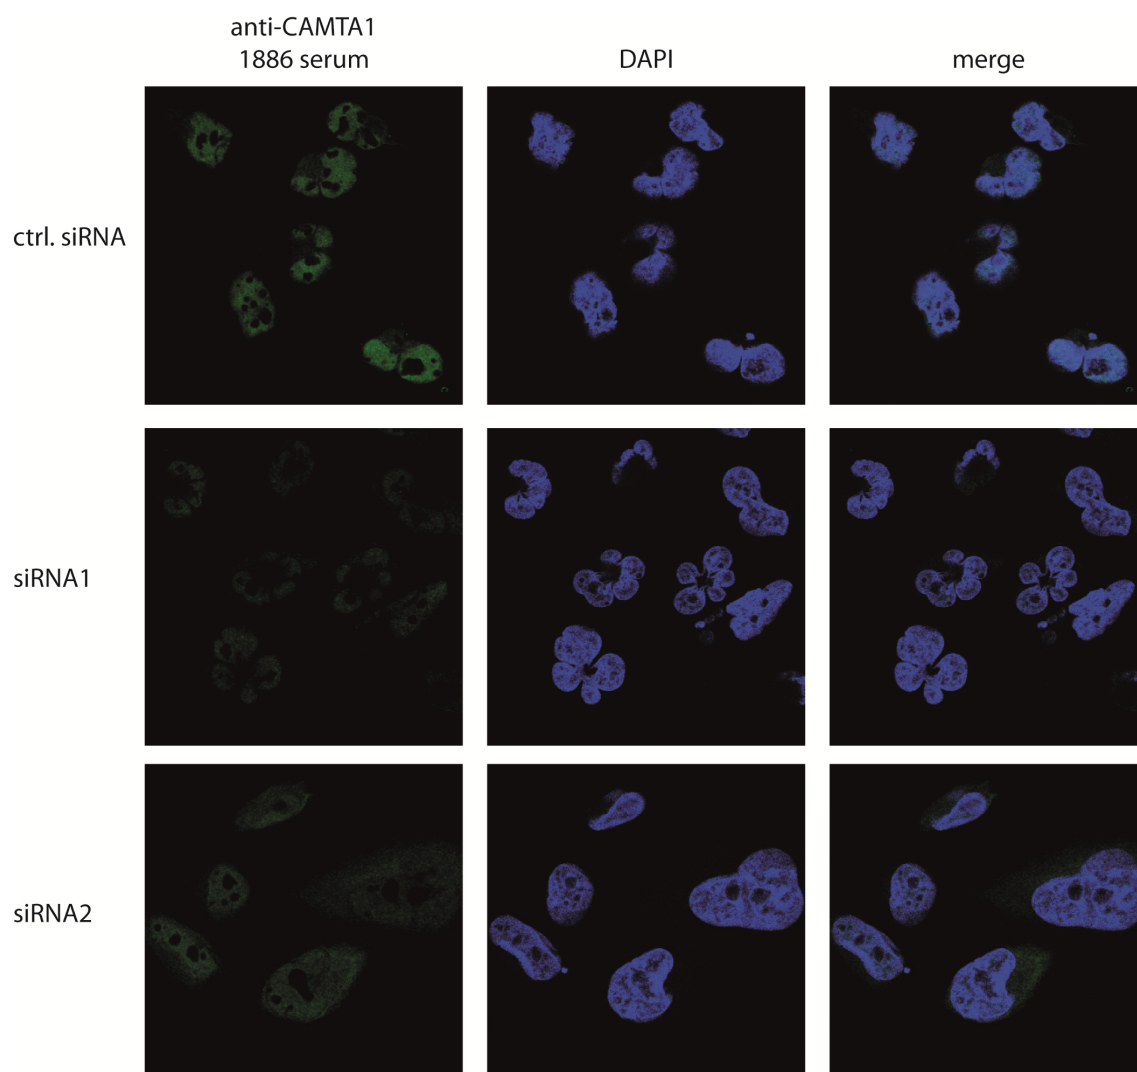 anti-CAMTA1
1886 serum
DAPI
merge
ctrl. siRNA
siRNA1
siRNA2